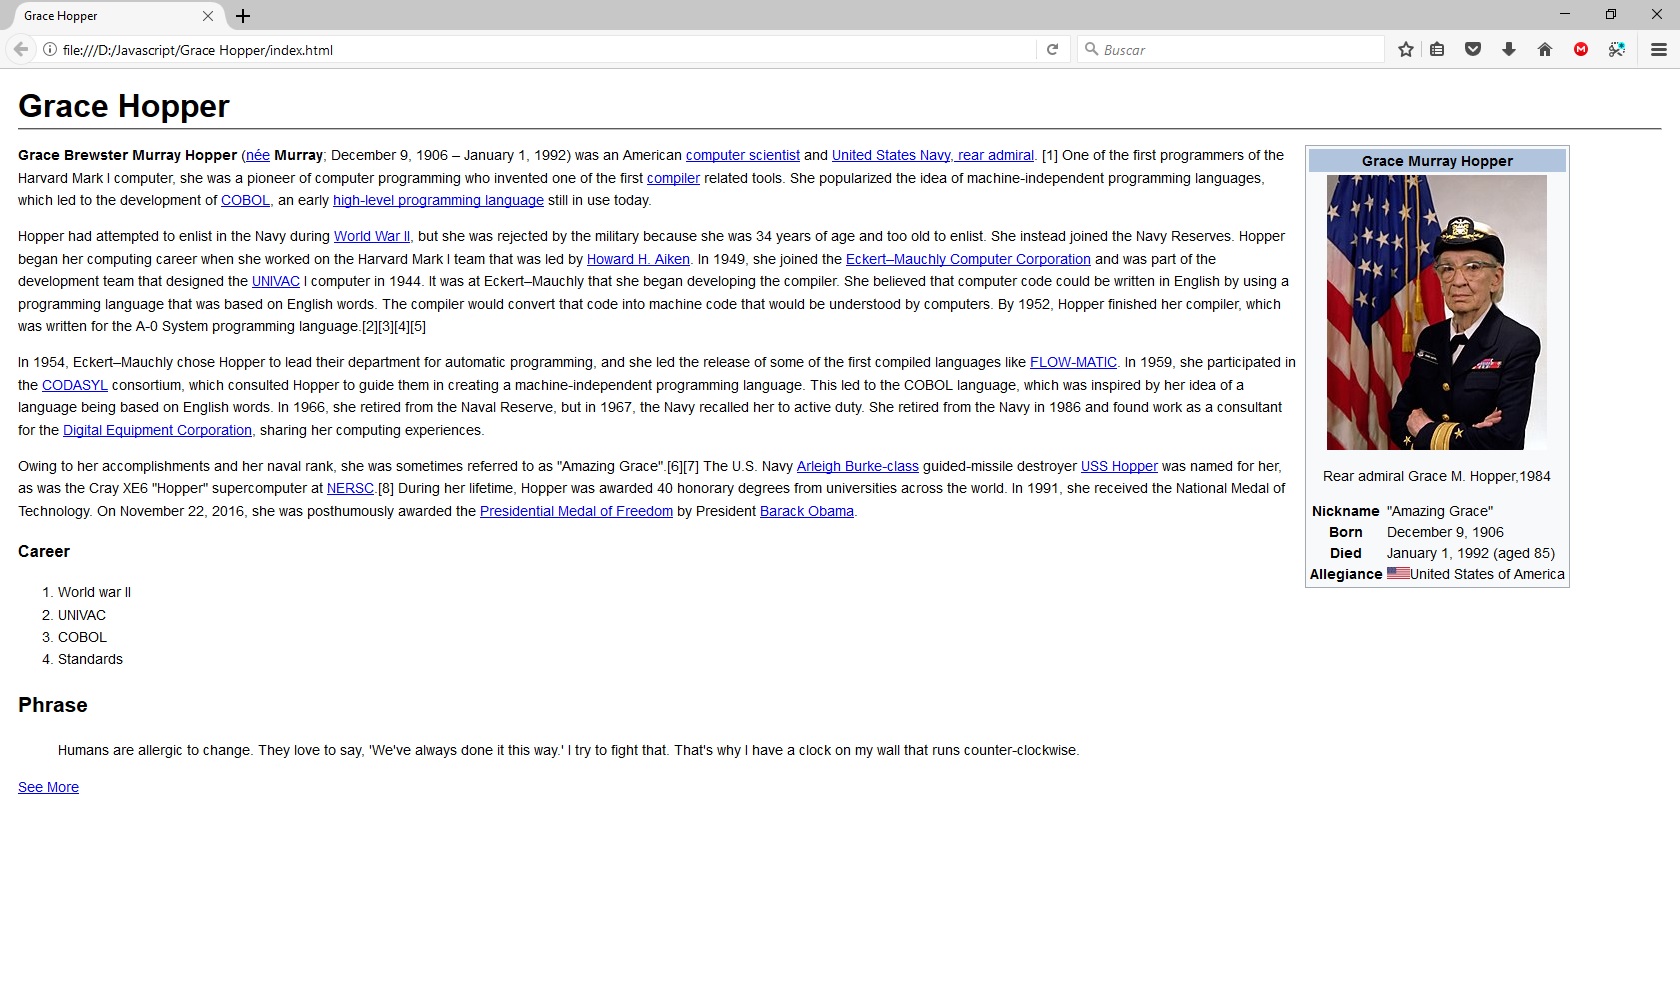 Grace Hopper
file:///D:/Javascript/Grace Hopper/index.html
Buscar
Grace Hopper
Grace Brewster Murray Hopper (née Murray; December 9, 1906 – January 1, 1992) was an American computer scientist and United States Navy, rear admiral. [1] One of the first programmers of the
Harvard Mark I computer, she was a pioneer of computer programming who invented one of the first compiler related tools. She popularized the idea of machine-independent programming languages,
which led to the development of COBOL, an early high-level programming language still in use today.
Hopper had attempted to enlist in the Navy during World War II, but she was rejected by the military because she was 34 years of age and too old to enlist. She instead joined the Navy Reserves. Hopper
began her computing career when she worked on the Harvard Mark I team that was led by Howard H. Aiken. In 1949, she joined the Eckert–Mauchly Computer Corporation and was part of the
development team that designed the UNIVAC I computer in 1944. It was at Eckert–Mauchly that she began developing the compiler. She believed that computer code could be written in English by using a
programming language that was based on English words. The compiler would convert that code into machine code that would be understood by computers. By 1952, Hopper finished her compiler, which
was written for the A-0 System programming language.[2][3][4][5]
In 1954, Eckert–Mauchly chose Hopper to lead their department for automatic programming, and she led the release of some of the first compiled languages like FLOW-MATIC. In 1959, she participated in
the CODASYL consortium, which consulted Hopper to guide them in creating a machine-independent programming language. This led to the COBOL language, which was inspired by her idea of a
language being based on English words. In 1966, she retired from the Naval Reserve, but in 1967, the Navy recalled her to active duty. She retired from the Navy in 1986 and found work as a consultant
for the Digital Equipment Corporation, sharing her computing experiences.
Owing to her accomplishments and her naval rank, she was sometimes referred to as "Amazing Grace".[6][7] The U.S. Navy Arleigh Burke-class guided-missile destroyer USS Hopper was named for her,
as was the Cray XE6 "Hopper" supercomputer at NERSC.[8] During her lifetime, Hopper was awarded 40 honorary degrees from universities across the world. In 1991, she received the National Medal of
Technology. On November 22, 2016, she was posthumously awarded the Presidential Medal of Freedom by President Barack Obama.
Career
1. World war II
2. UNIVAC
3. COBOL
4. Standards
Phrase
Humans are allergic to change. They love to say, 'We've always done it this way.' I try to fight that. That's why I have a clock on my wall that runs counter-clockwise.
See More
Grace Murray Hopper
Rear admiral Grace M. Hopper,1984
Nickname "Amazing Grace"
Born December 9, 1906
Died January 1, 1992 (aged 85)
Allegiance United States of America